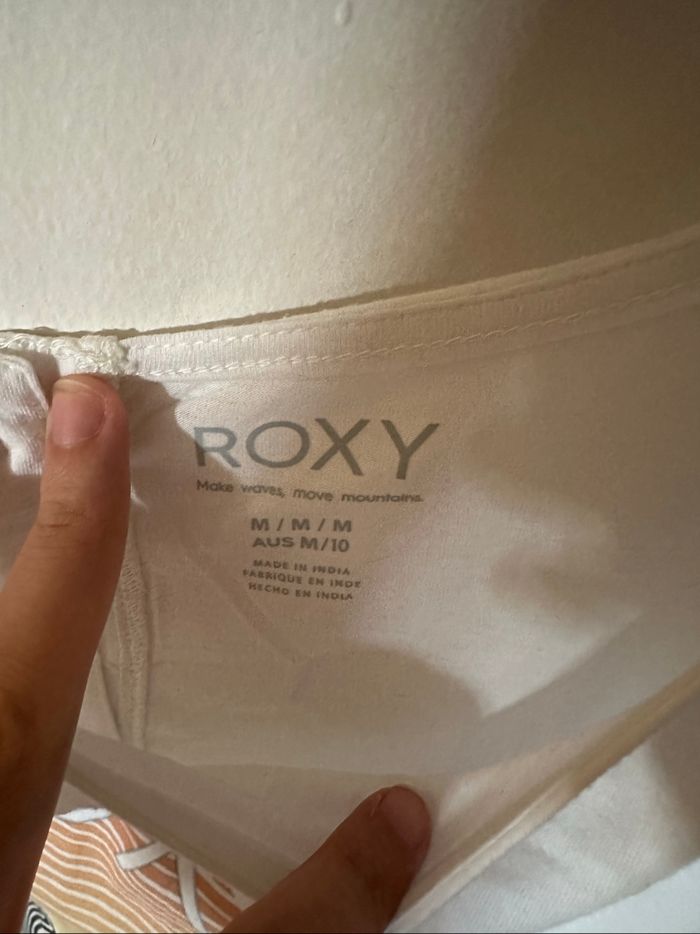 ROXY
Make waves, move mountains.
M / M / M
AUS M/10
MADE IN INDIA
FABRIQUE EN INDE
HECHO EN INDIA